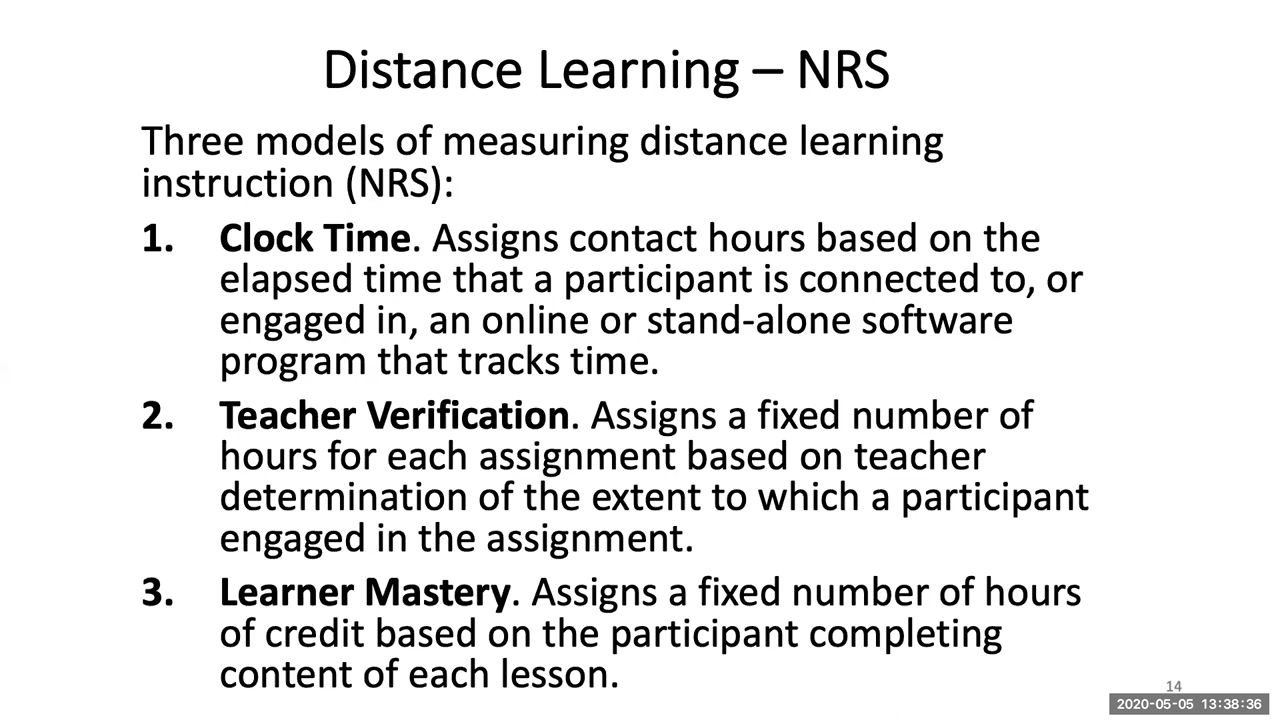 Distance Learning – NRS
Three models of measuring distance learning
instruction (NRS):
1. Clock Time. Assigns contact hours based on the
elapsed time that a participant is connected to, or
engaged in, an online or stand-alone software
program that tracks time.
2. Teacher Verification. Assigns a fixed number of
hours for each assignment based on teacher
determination of the extent to which a participant
engaged in the assignment.
3. Learner Mastery. Assigns a fixed number of hours
of credit based on the participant completing
content of each lesson.
14
2020-05-05 13:38:36